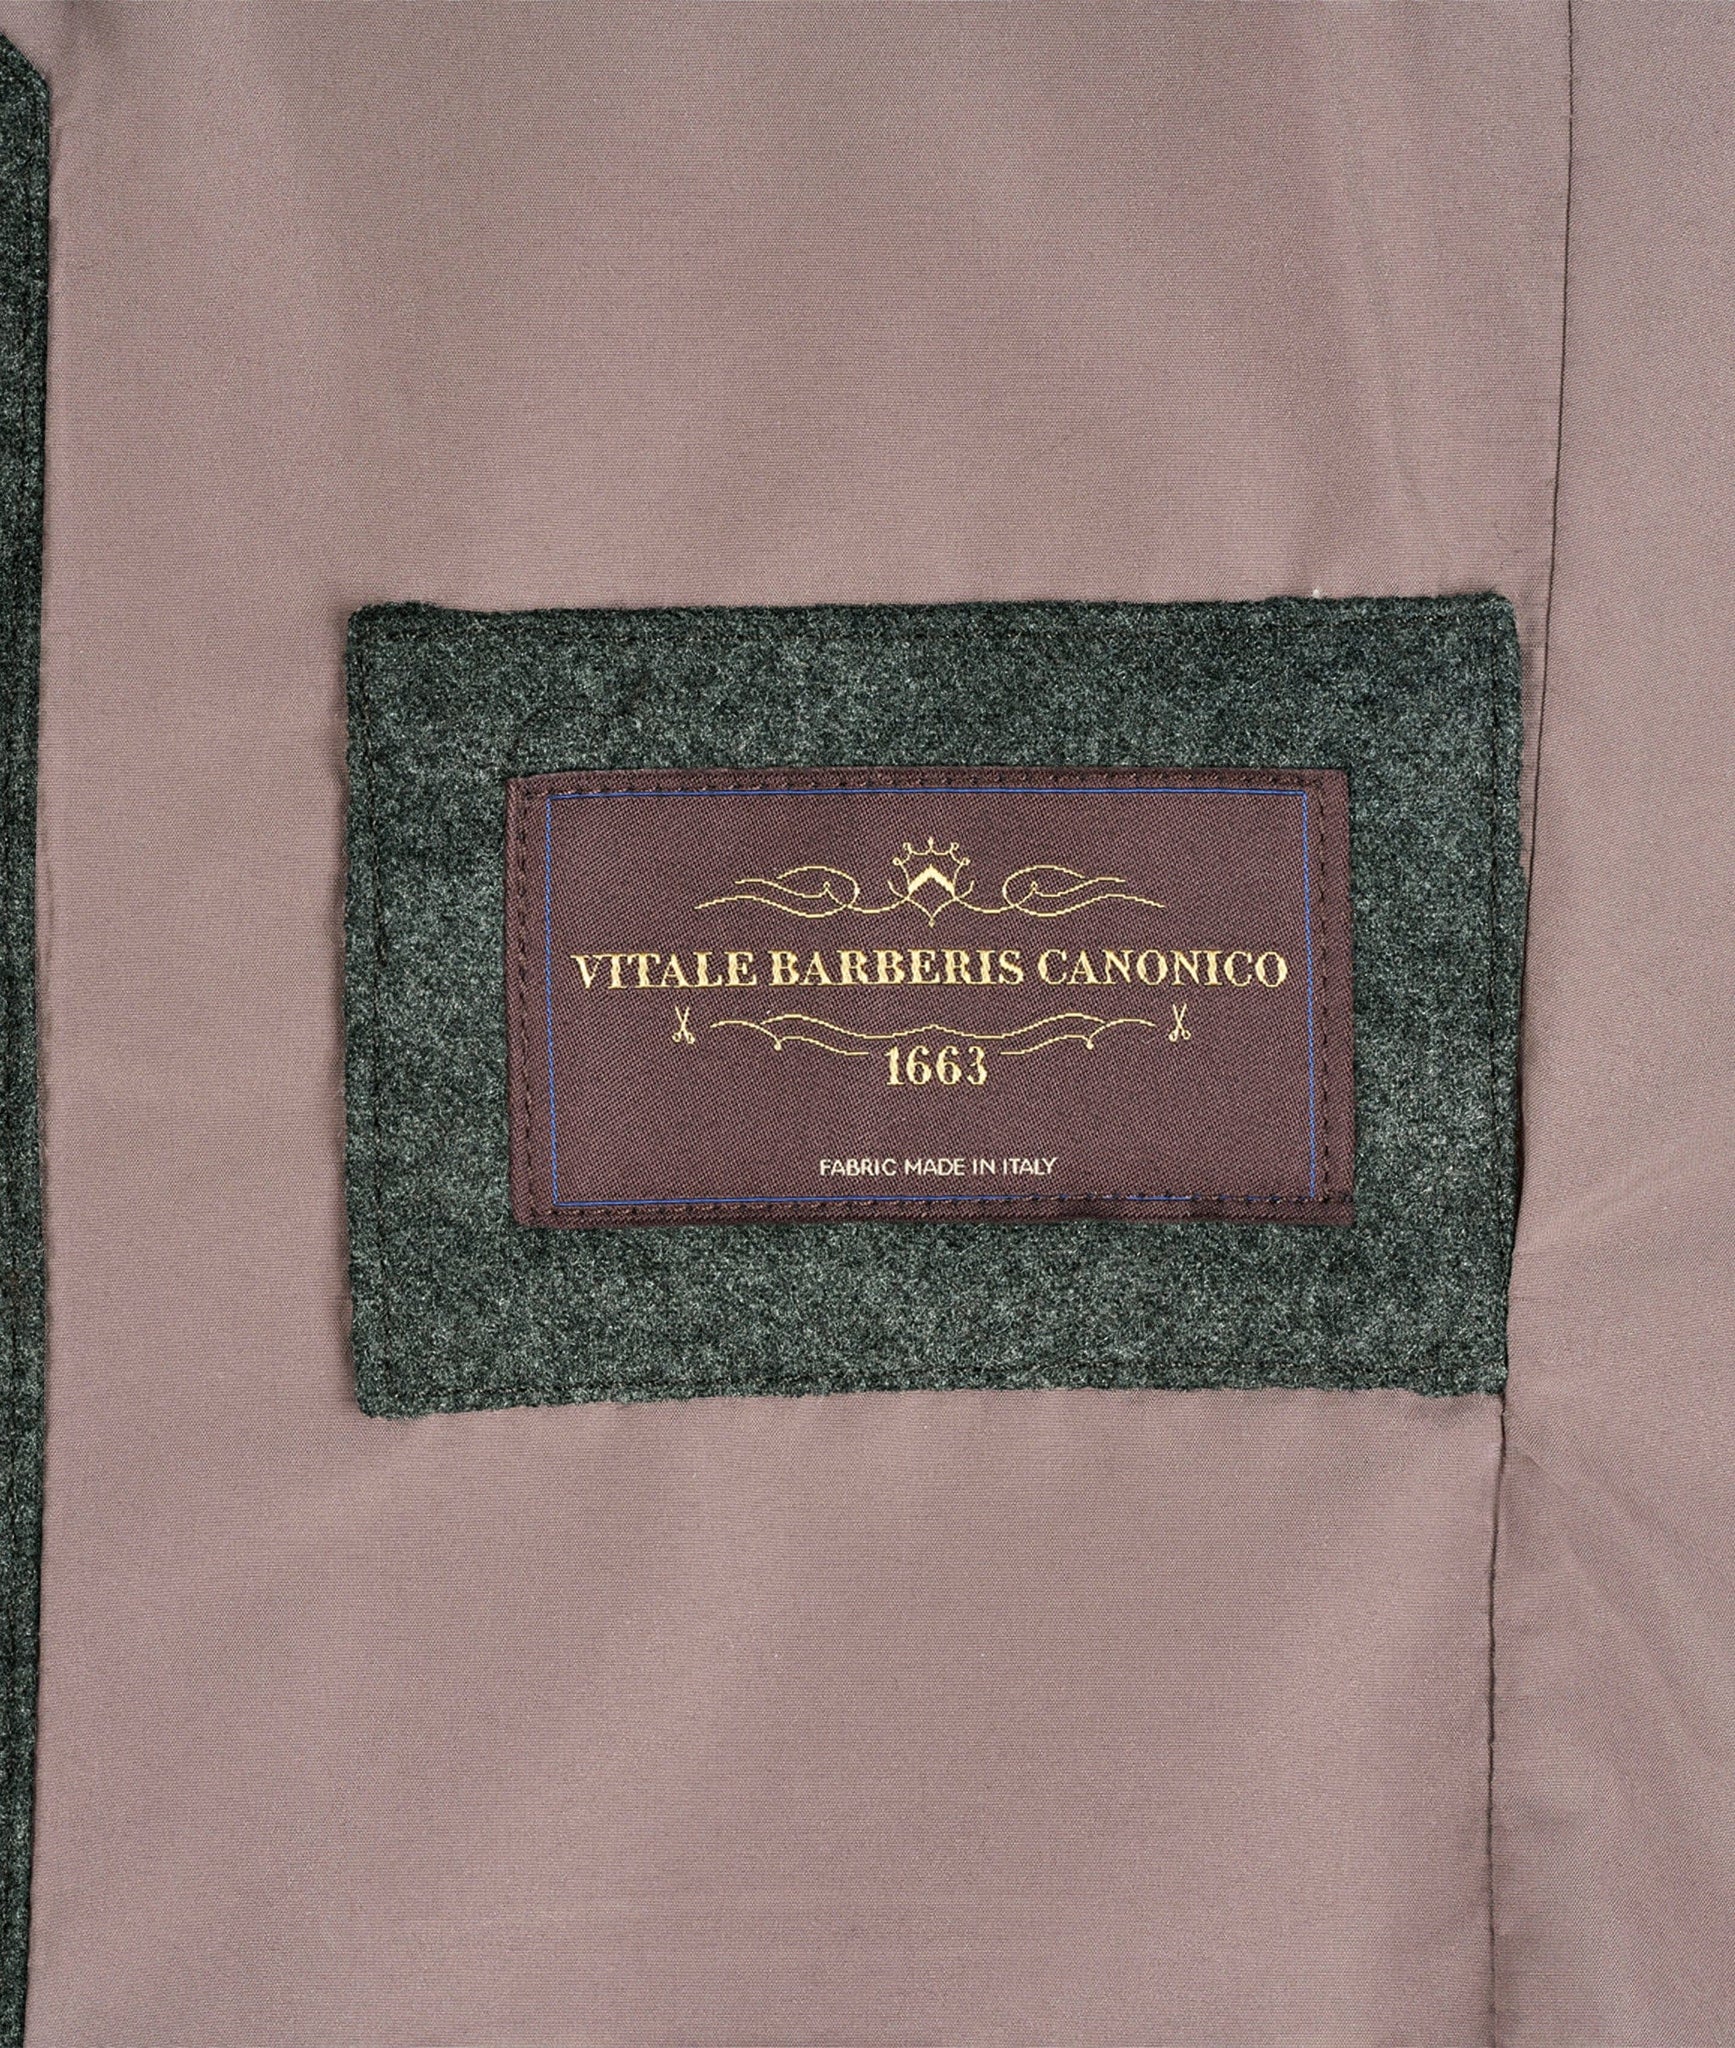 VITALE BARBERIS CANONICO
1663
FABRIC MADE IN ITALY